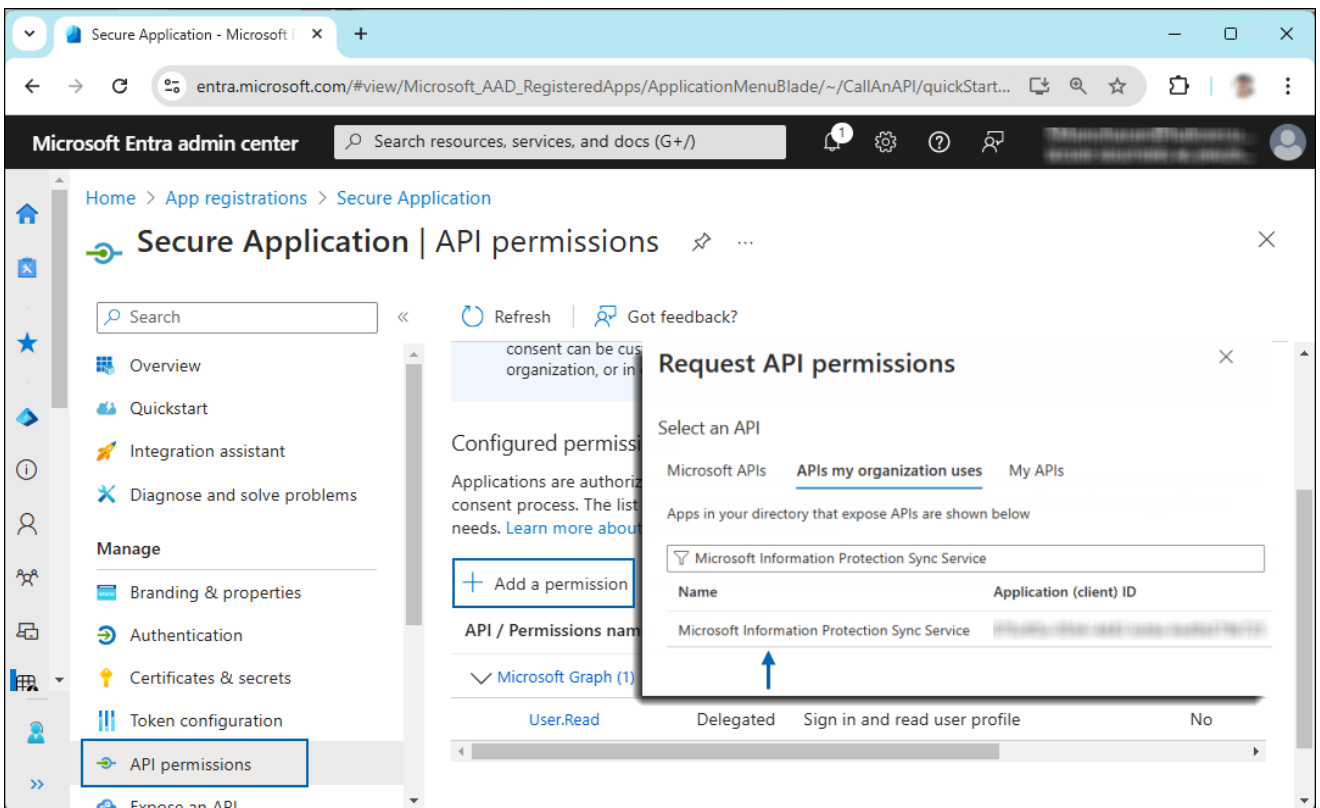 Secure Application - Microsoft E
entra.microsoft.com/#view/Microsoft_AAD_RegisteredApps/ApplicationMenuBlade/~/CallAnAPI/quickStart...
Microsoft Entra admin center
Search resources, services, and docs (G+/)
1
Home > App registrations > Secure Application
Secure Application | API permissions
Search
Overview
Quickstart
Integration assistant
Diagnose and solve problems
Manage
Branding & properties
Authentication
Certificates & secrets
Token configuration
API permissions
Expose an API
Refresh
Got feedback?
consent can be cus
organization, or in
Configured permissi
Applications are authoriz
consent process. The list
needs. Learn more about
Add a permission
API / Permissions nam
Microsoft Graph (1)
User.Read Delegated Sign in and read user profile No
Request API permissions
Select an API
Microsoft APIs APIs my organization uses My APIs
Apps in your directory that expose APIs are shown below
Microsoft Information Protection Sync Service
Name Application (client) ID
Microsoft Information Protection Sync Service